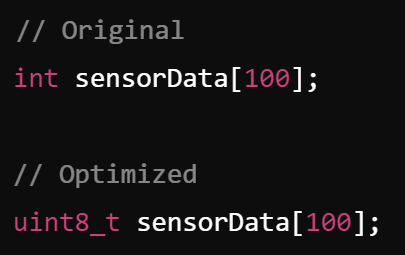 // Original
int sensorData[100];
// Optimized
uint8_t sensorData[100];